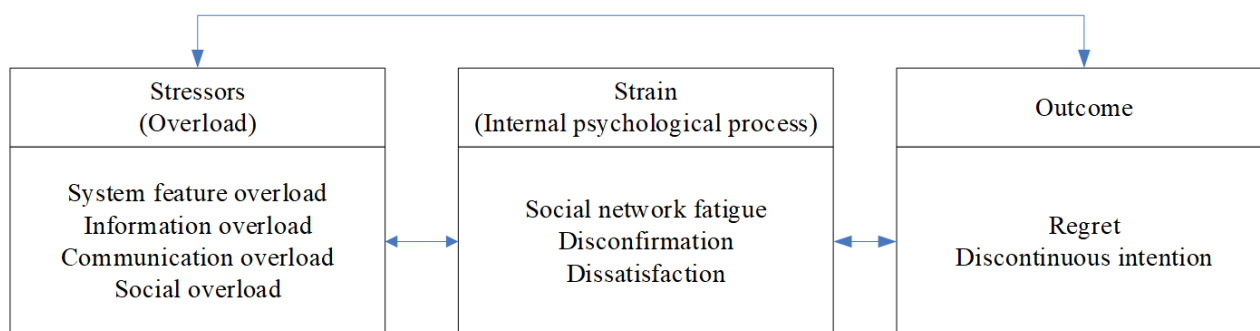 Stressors
(Overload)
System feature overload
Information overload
Communication overload
Social overload
Strain
(Internal psychological process)
Social network fatigue
Disconfirmation
Dissatisfaction
Outcome
Regret
Discontinuous intention